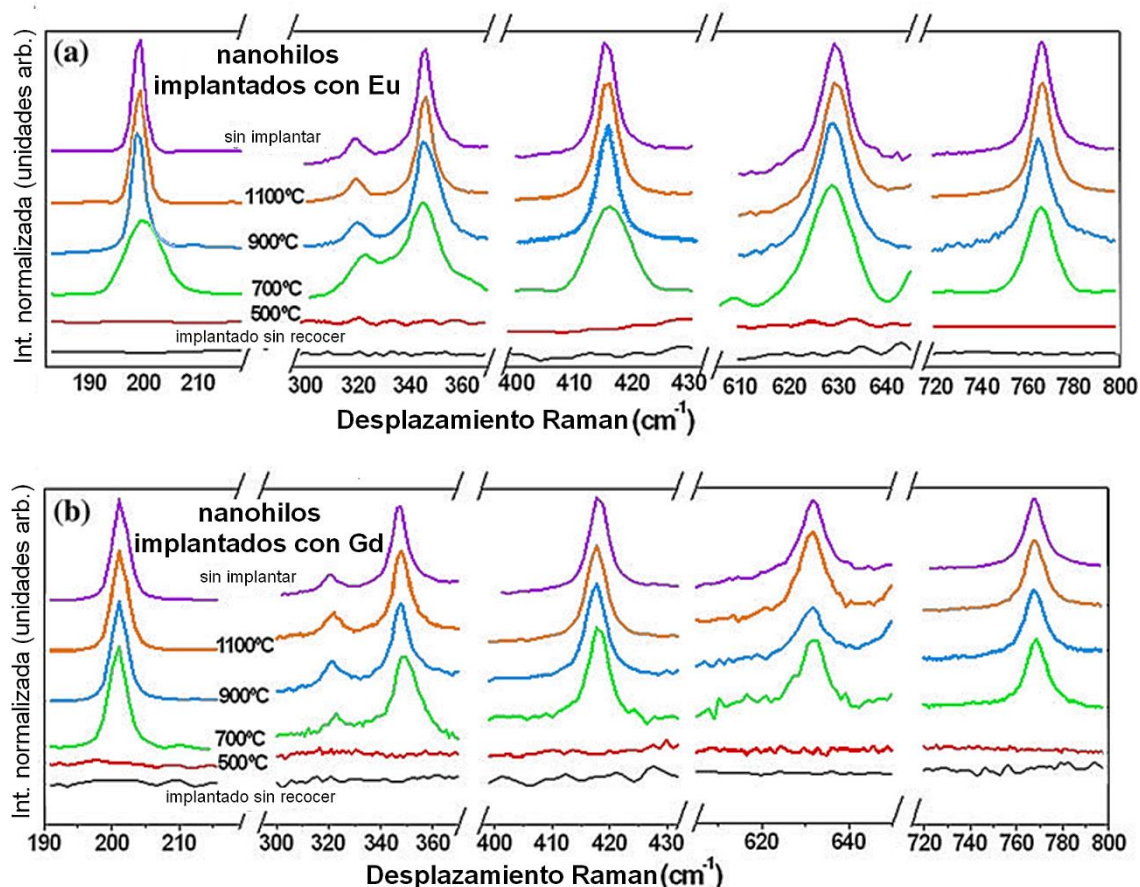 (a)
nanohilos
implantados con Eu
sin implantar
1100ºC
900ºC
700ºC
500ºC
implantado sin recocer
Int. normalizada (unidades arb.)
190 200 210 300 320 340 360 400 410 420 430 610 620 630 640 720 740 760 780 800
Desplazamiento Raman (cm⁻¹)
(b)
nanohilos
implantados con Gd
sin implantar
1100ºC
900ºC
700ºC
500ºC
implantado sin recocer
Int. normalizada (unidades arb.)
190 200 210 300 320 340 360 400 410 420 430 620 640 720 730 740 750 760 770 780 790 800
Desplazamiento Raman (cm⁻¹)